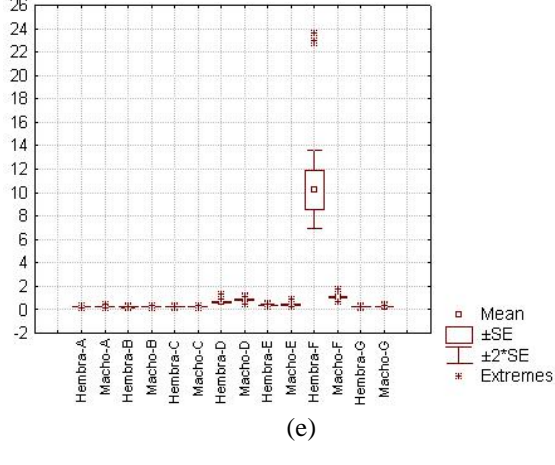 26
24
22
20
18
16
14
12
10
8
6
4
2
0
-2
Hembra-A
Macho-A
Hembra-B
Macho-B
Hembra-C
Macho-C
Hembra-D
Macho-D
Hembra-E
Macho-E
Hembra-F
Macho-F
Hembra-G
Macho-G
Mean
±SE
±2*SE
Extremes
(e)